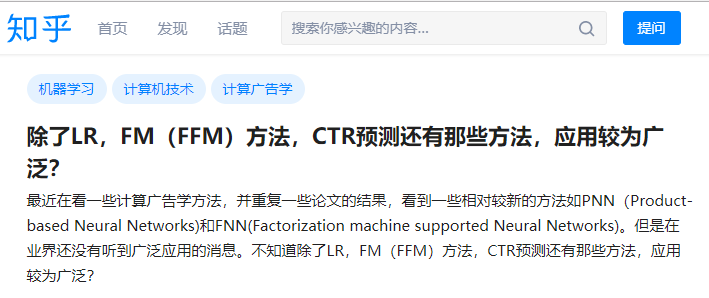 知乎 首页 发现 话题 搜索你感兴趣的内容... 提问
机器学习 计算机技术 计算广告学
除了LR，FM（FFM）方法，CTR预测还有那些方法，应用较为广
泛？
最近在看一些计算广告学方法，并重复一些论文的结果，看到一些相对较新的方法如PNN（Product-
based Neural Networks)和FNN(Factorization machine supported Neural Networks)。但是在
业界还没有听到广泛应用的消息。不知道除了LR，FM（FFM）方法，CTR预测还有那些方法，应用
较为广泛？